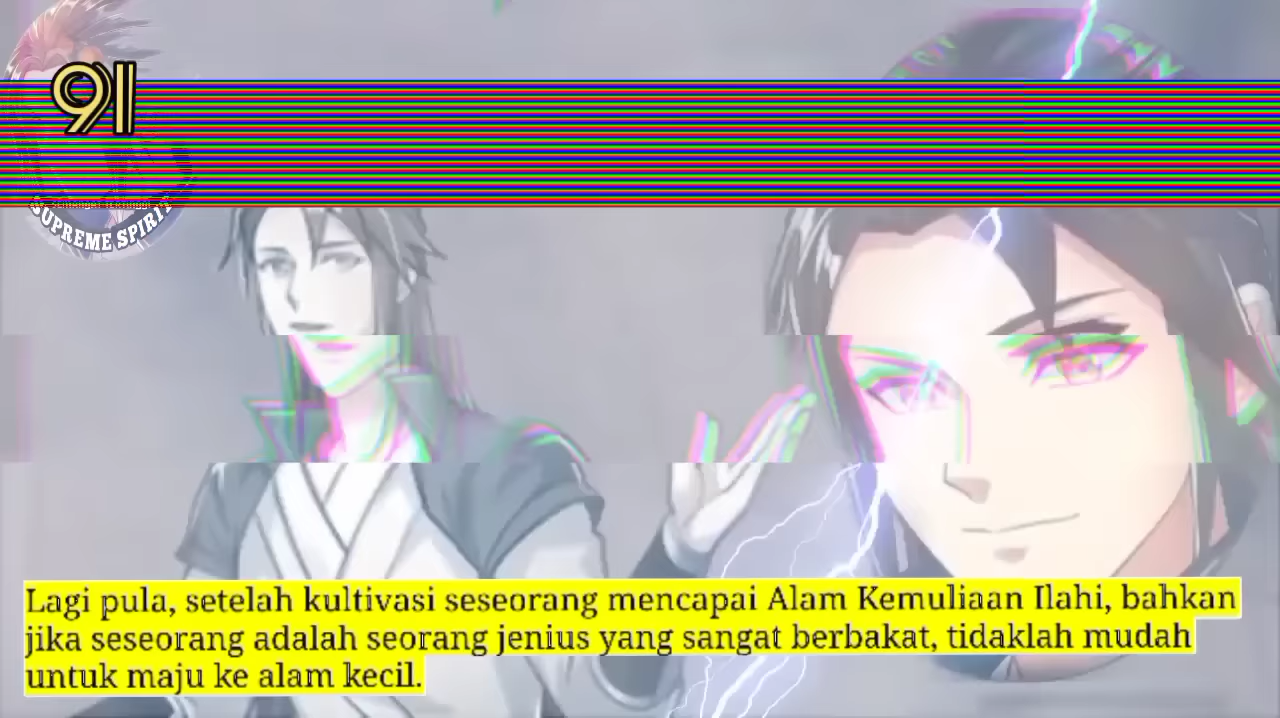 91
SUPREME SPIRIT
Lagi pula, setelah kultivasi seseorang mencapai Alam Kemuliaan Ilahi, bahkan
jika seseorang adalah seorang jenius yang sangat berbakat, tidaklah mudah
untuk maju ke alam kecil.